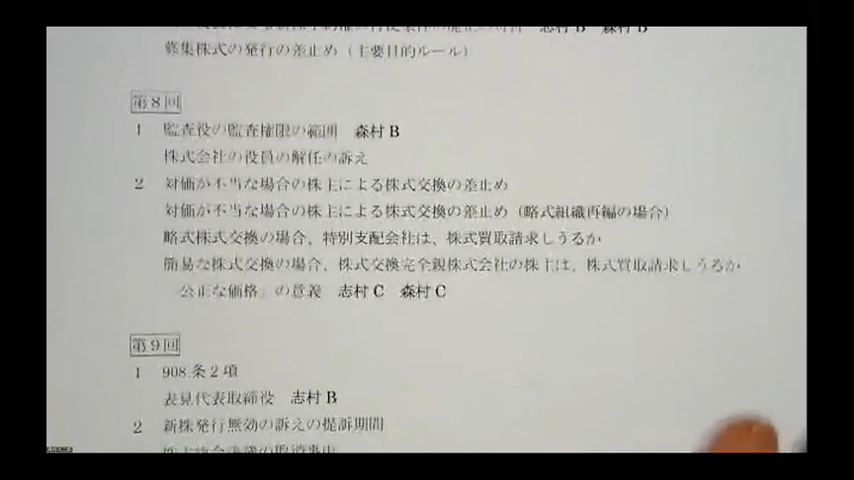 募集株式の発行の差止め（主要目的ルール）
第8回
1 監査役の監査権限の範囲 森村B
株式会社の役員の解任の訴え
2 対価が不当な場合の株主による株式交換の差止め
対価が不当な場合の株主による株式交換の差止め（略式組織再編の場合）
略式株式交換の場合、特別支配会社は、株式買取請求しうるか
簡易な株式交換の場合、株式交換完全親株式会社の株主は、株式買取請求しうるか
公正な価格」の意義 志村C 森村C
第9回
1 908条2項
表見代表取締役 志村B
2 新株発行無効の訴えの提訴期間